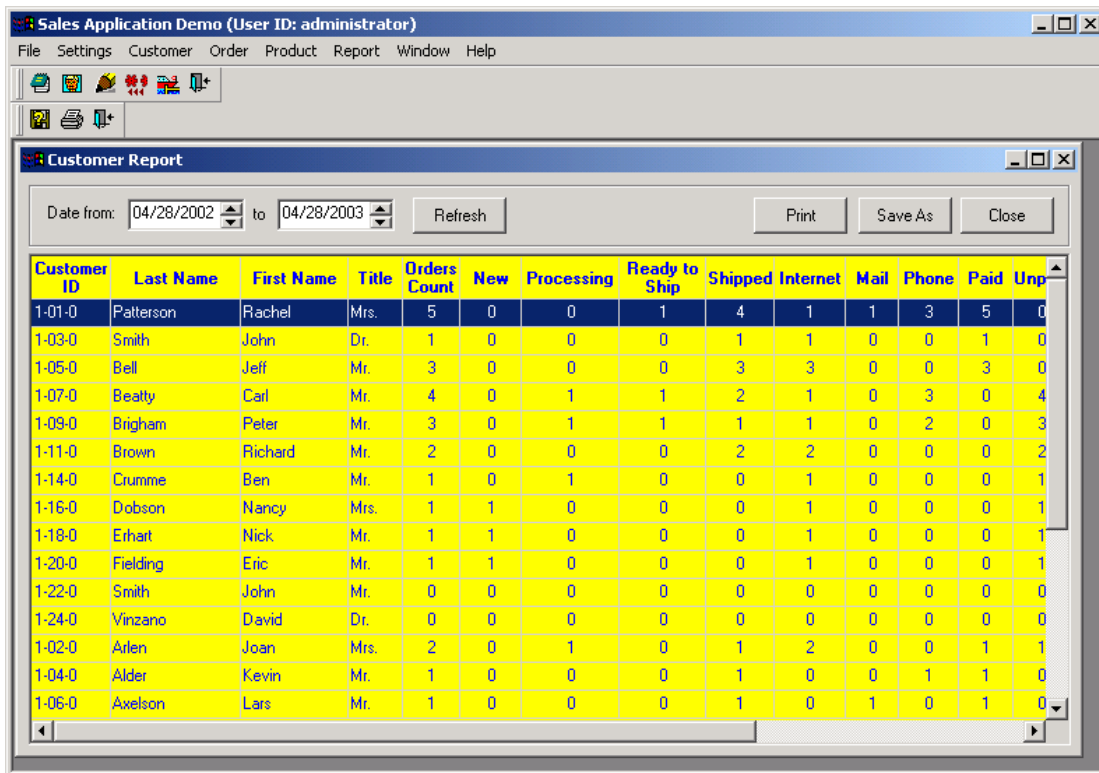 Sales Application Demo (User ID: administrator)
File Settings Customer Order Product Report Window Help
Customer Report
Date from: 04/28/2002 to 04/28/2003 Refresh Print Save As Close
Customer ID Last Name First Name Title Orders Count New Processing Ready to Ship Shipped Internet Mail Phone Paid Unp
1-01-0 Patterson Rachel Mrs. 5 0 0 1 4 1 1 3 5 0
1-03-0 Smith John Dr. 1 0 0 0 1 1 0 0 1 0
1-05-0 Bell Jeff Mr. 3 0 0 0 3 3 0 0 3 0
1-07-0 Beatty Carl Mr. 4 0 1 1 2 1 0 3 0 4
1-09-0 Brigham Peter Mr. 3 0 1 1 1 1 0 2 0 3
1-11-0 Brown Richard Mr. 2 0 0 0 2 2 0 0 0 2
1-14-0 Crumme Ben Mr. 1 0 1 0 0 1 0 0 0 1
1-16-0 Dobson Nancy Mrs. 1 1 0 0 0 1 0 0 0 1
1-18-0 Erhart Nick Mr. 1 1 0 0 0 1 0 0 0 1
1-20-0 Fielding Eric Mr. 1 1 0 0 0 1 0 0 0 1
1-22-0 Smith John Mr. 0 0 0 0 0 0 0 0 0 0
1-24-0 Vinzano David Dr. 0 0 0 0 0 0 0 0 0 0
1-02-0 Arlen Joan Mrs. 2 0 1 0 1 2 0 0 1 1
1-04-0 Alder Kevin Mr. 1 0 0 0 1 0 0 1 1 0
1-06-0 Axelson Lars Mr. 1 0 0 0 1 0 1 0 1 0